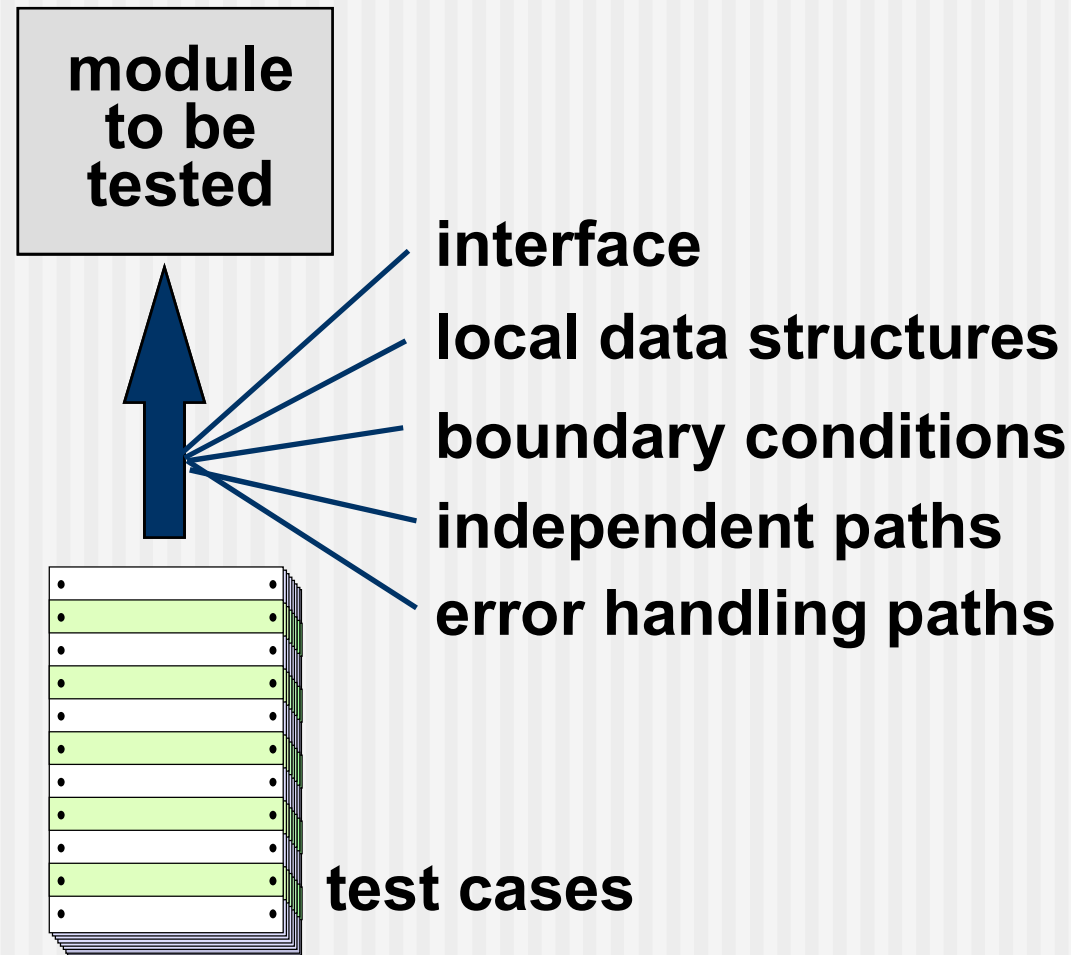 module
to be
tested
interface
local data structures
boundary conditions
independent paths
error handling paths
test cases